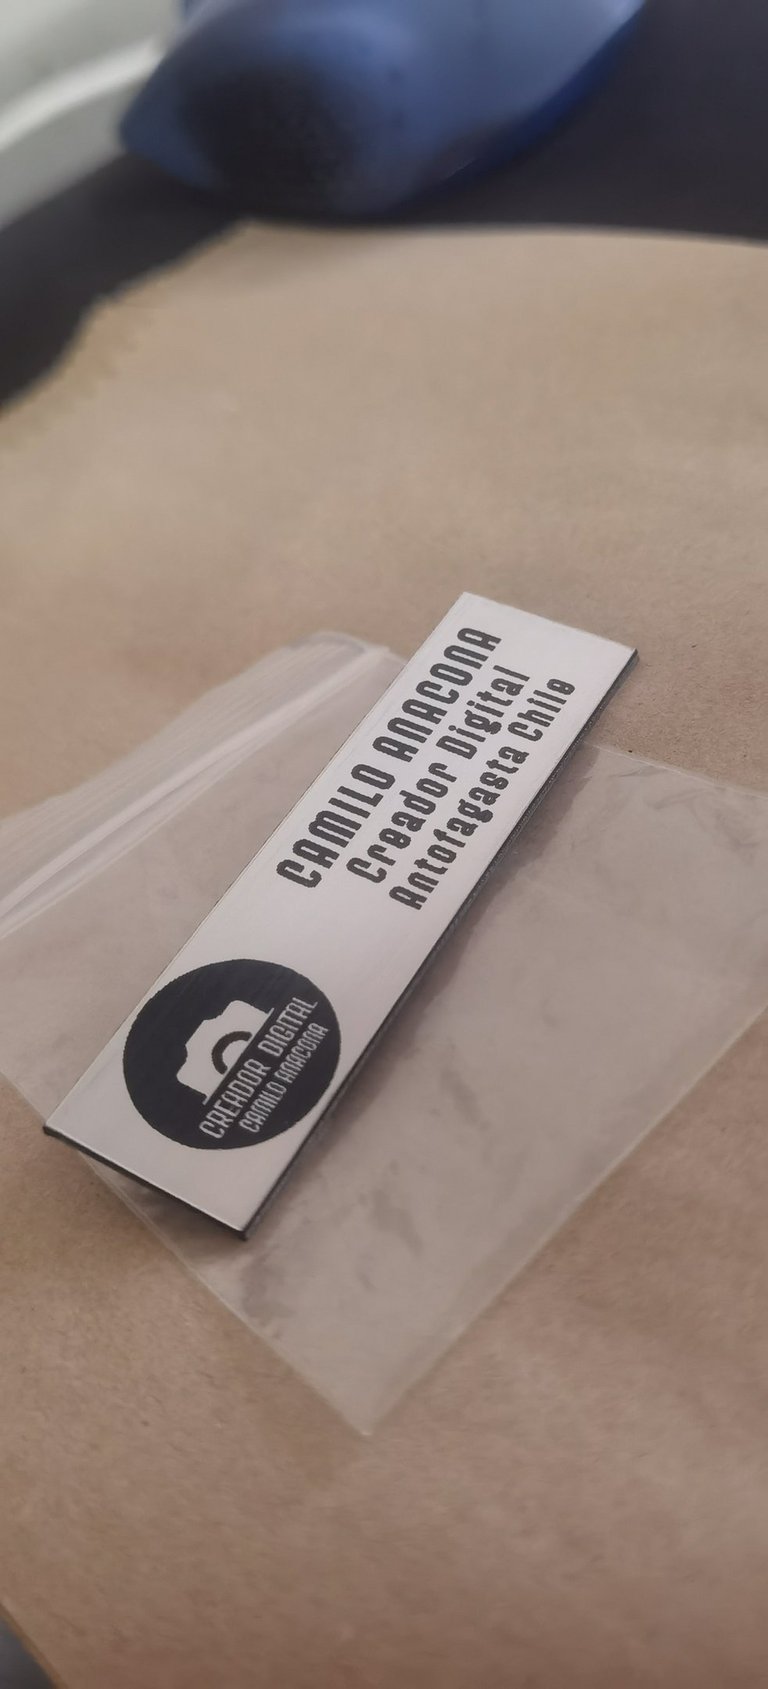 CAMILO ANACONA
Creador Digital
Antofagasta Chile
CREADOR DIGITAL
CAMILO ANACONA